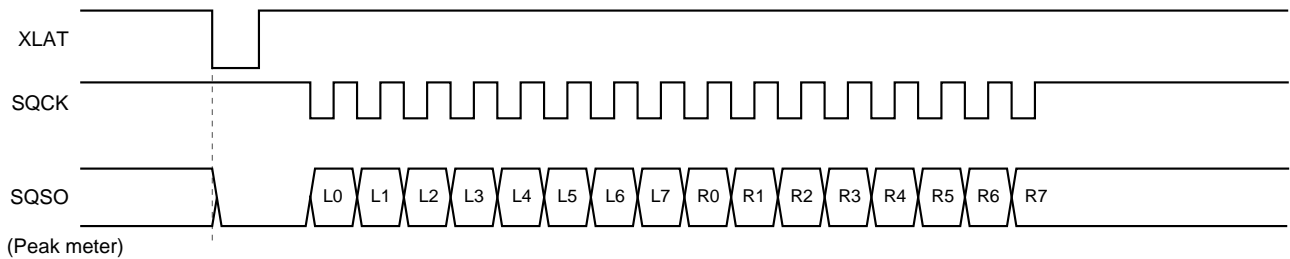 XLAT
SQCK
SQSO
L0 L1 L2 L3 L4 L5 L6 L7 R0 R1 R2 R3 R4 R5 R6 R7
(Peak meter)